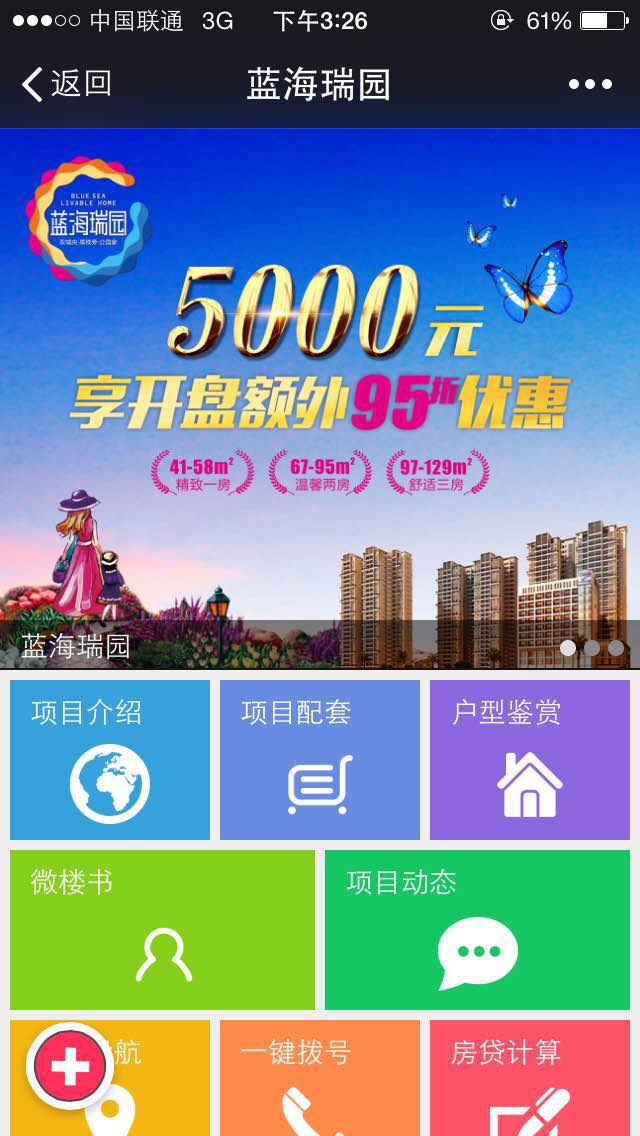 中国联通 3G 下午3:26 61%
返回 蓝海瑞园
BLUE SEA
LIVABLE HOME
蓝海瑞园
5000元
享开盘额外95折优惠
41-58m² 67-95m² 97-129m²
精致一房 温馨两房 舒适三房
蓝海瑞园
项目介绍 项目配套 户型鉴赏
微楼书 项目动态
航 一键拨号 房贷计算